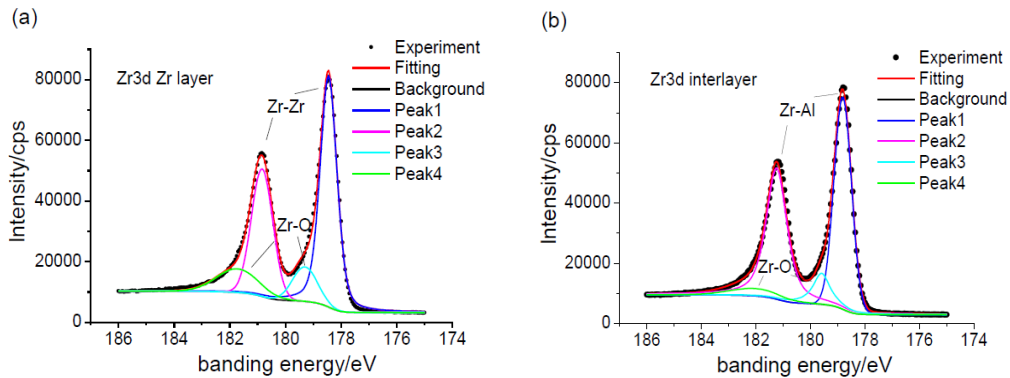 (a)
Zr3d Zr layer
Zr-Zr
Zr-O
Experiment
Fitting
Background
Peak1
Peak2
Peak3
Peak4
80000
60000
40000
20000
0
Intensity/cps
186 184 182 180 178 176 174
banding energy/eV
(b)
Zr3d interlayer
Zr-Al
Zr-O
Experiment
Fitting
Background
Peak1
Peak2
Peak3
Peak4
80000
60000
40000
20000
0
Intensity/cps
186 184 182 180 178 176 174
banding energy/eV